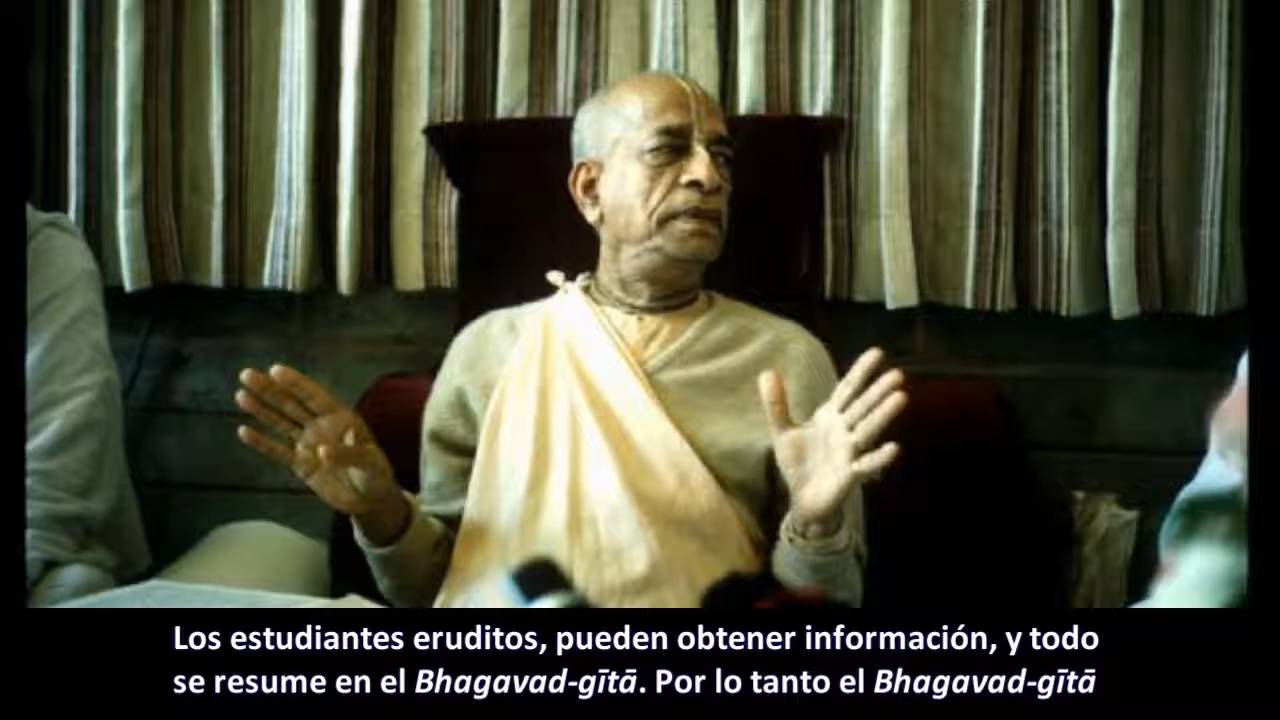 Los estudiantes eruditos, pueden obtener información, y todo
se resume en el Bhagavad-gītā. Por lo tanto el Bhagavad-gītā